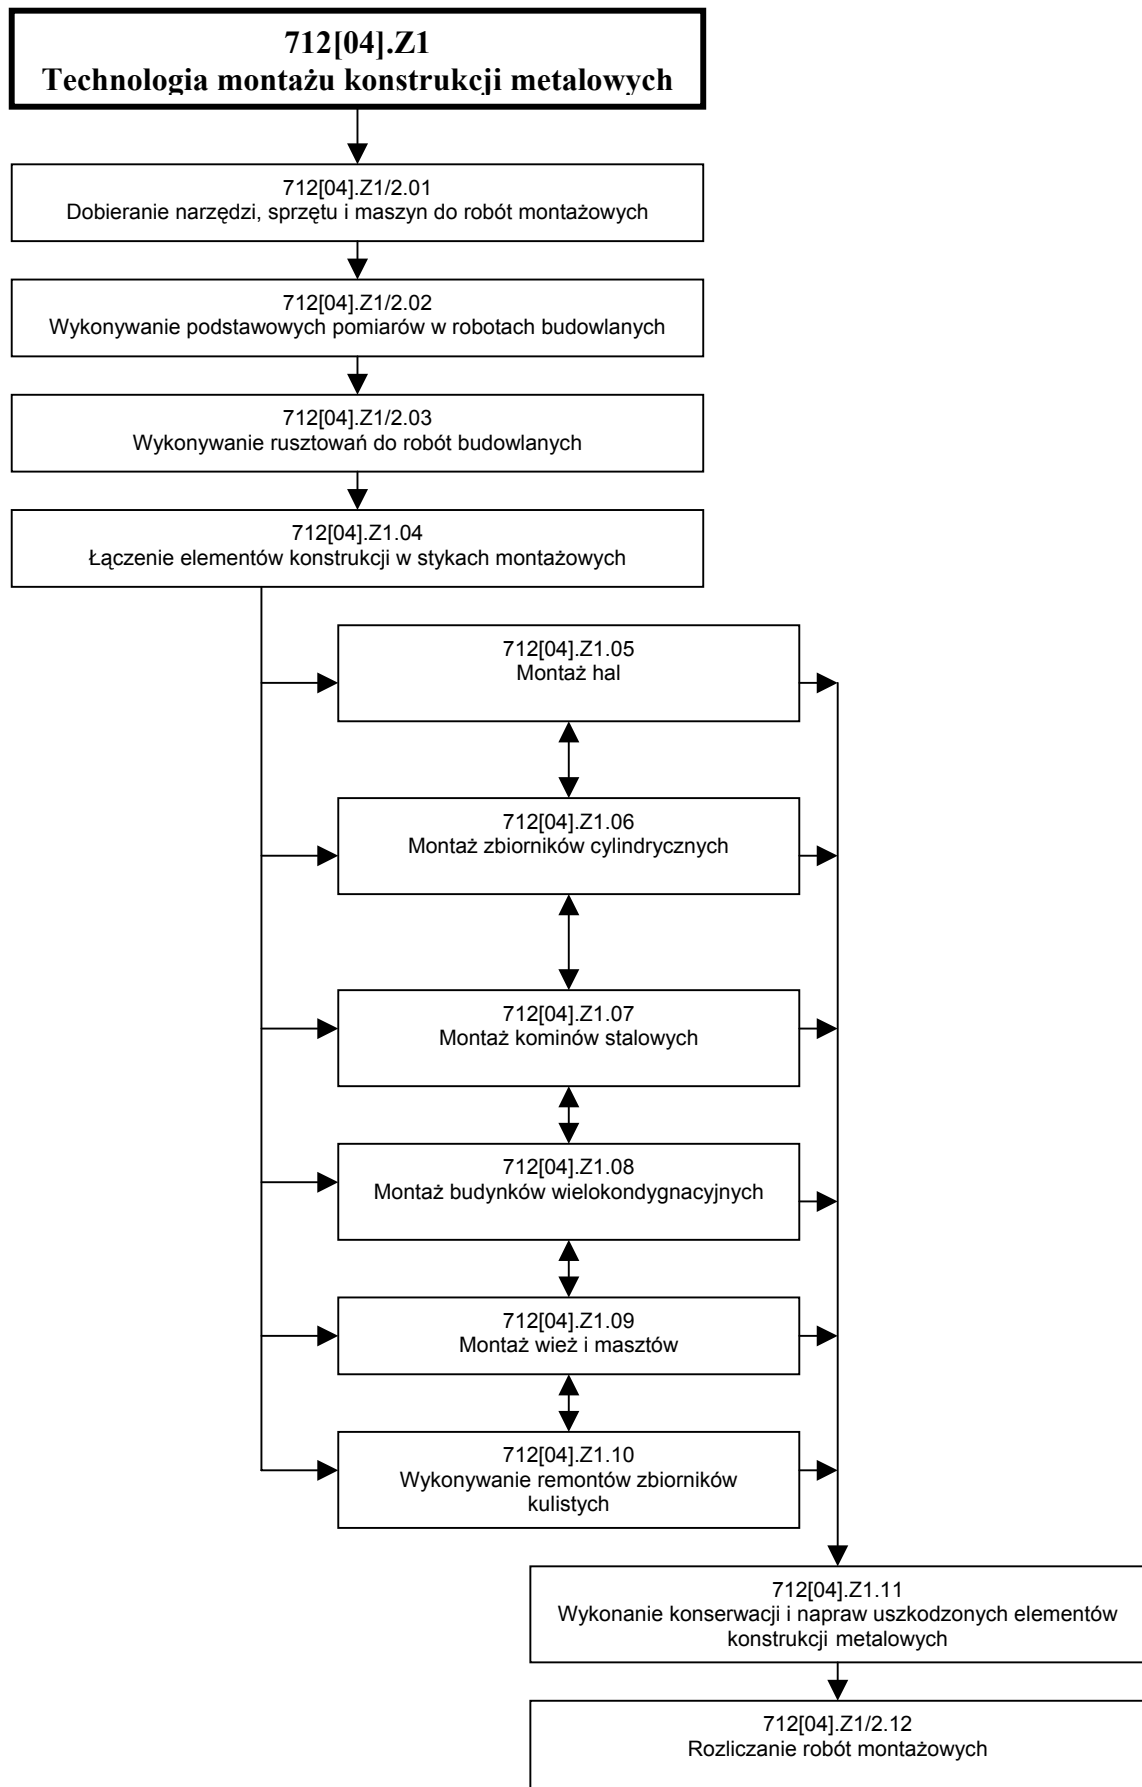 712[04].Z1
Technologia montażu konstrukcji metalowych
712[04].Z1/2.01
Dobieranie narzędzi, sprzętu i maszyn do robót montażowych
712[04].Z1/2.02
Wykonywanie podstawowych pomiarów w robotach budowlanych
712[04].Z1/2.03
Wykonywanie rusztowań do robót budowlanych
712[04].Z1.04
Łączenie elementów konstrukcji w stykach montażowych
712[04].Z1.05
Montaż hal
712[04].Z1.06
Montaż zbiorników cylindrycznych
712[04].Z1.07
Montaż kominów stalowych
712[04].Z1.08
Montaż budynków wielokondygnacyjnych
712[04].Z1.09
Montaż wież i masztów
712[04].Z1.10
Wykonywanie remontów zbiorników
kulistych
712[04].Z1.11
Wykonanie konserwacji i napraw uszkodzonych elementów
konstrukcji metalowych
712[04].Z1/2.12
Rozliczanie robót montażowych